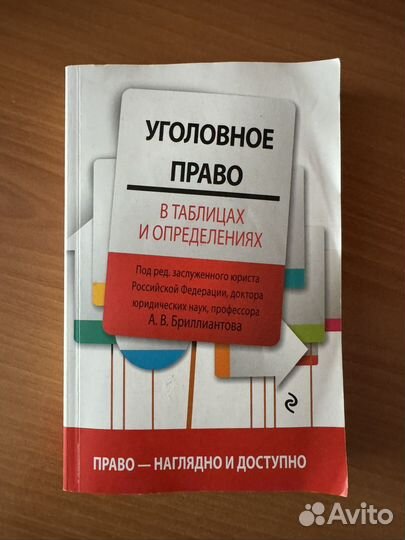 УГОЛОВНОЕ
ПРАВО
В ТАБЛИЦАХ
И ОПРЕДЕЛЕНИЯХ
Под ред. заслуженного юриста
Российской Федерации, доктора
юридических наук, профессора
А. В. Бриллиантова
ПРАВО — НАГЛЯДНО И ДОСТУПНО
Avito